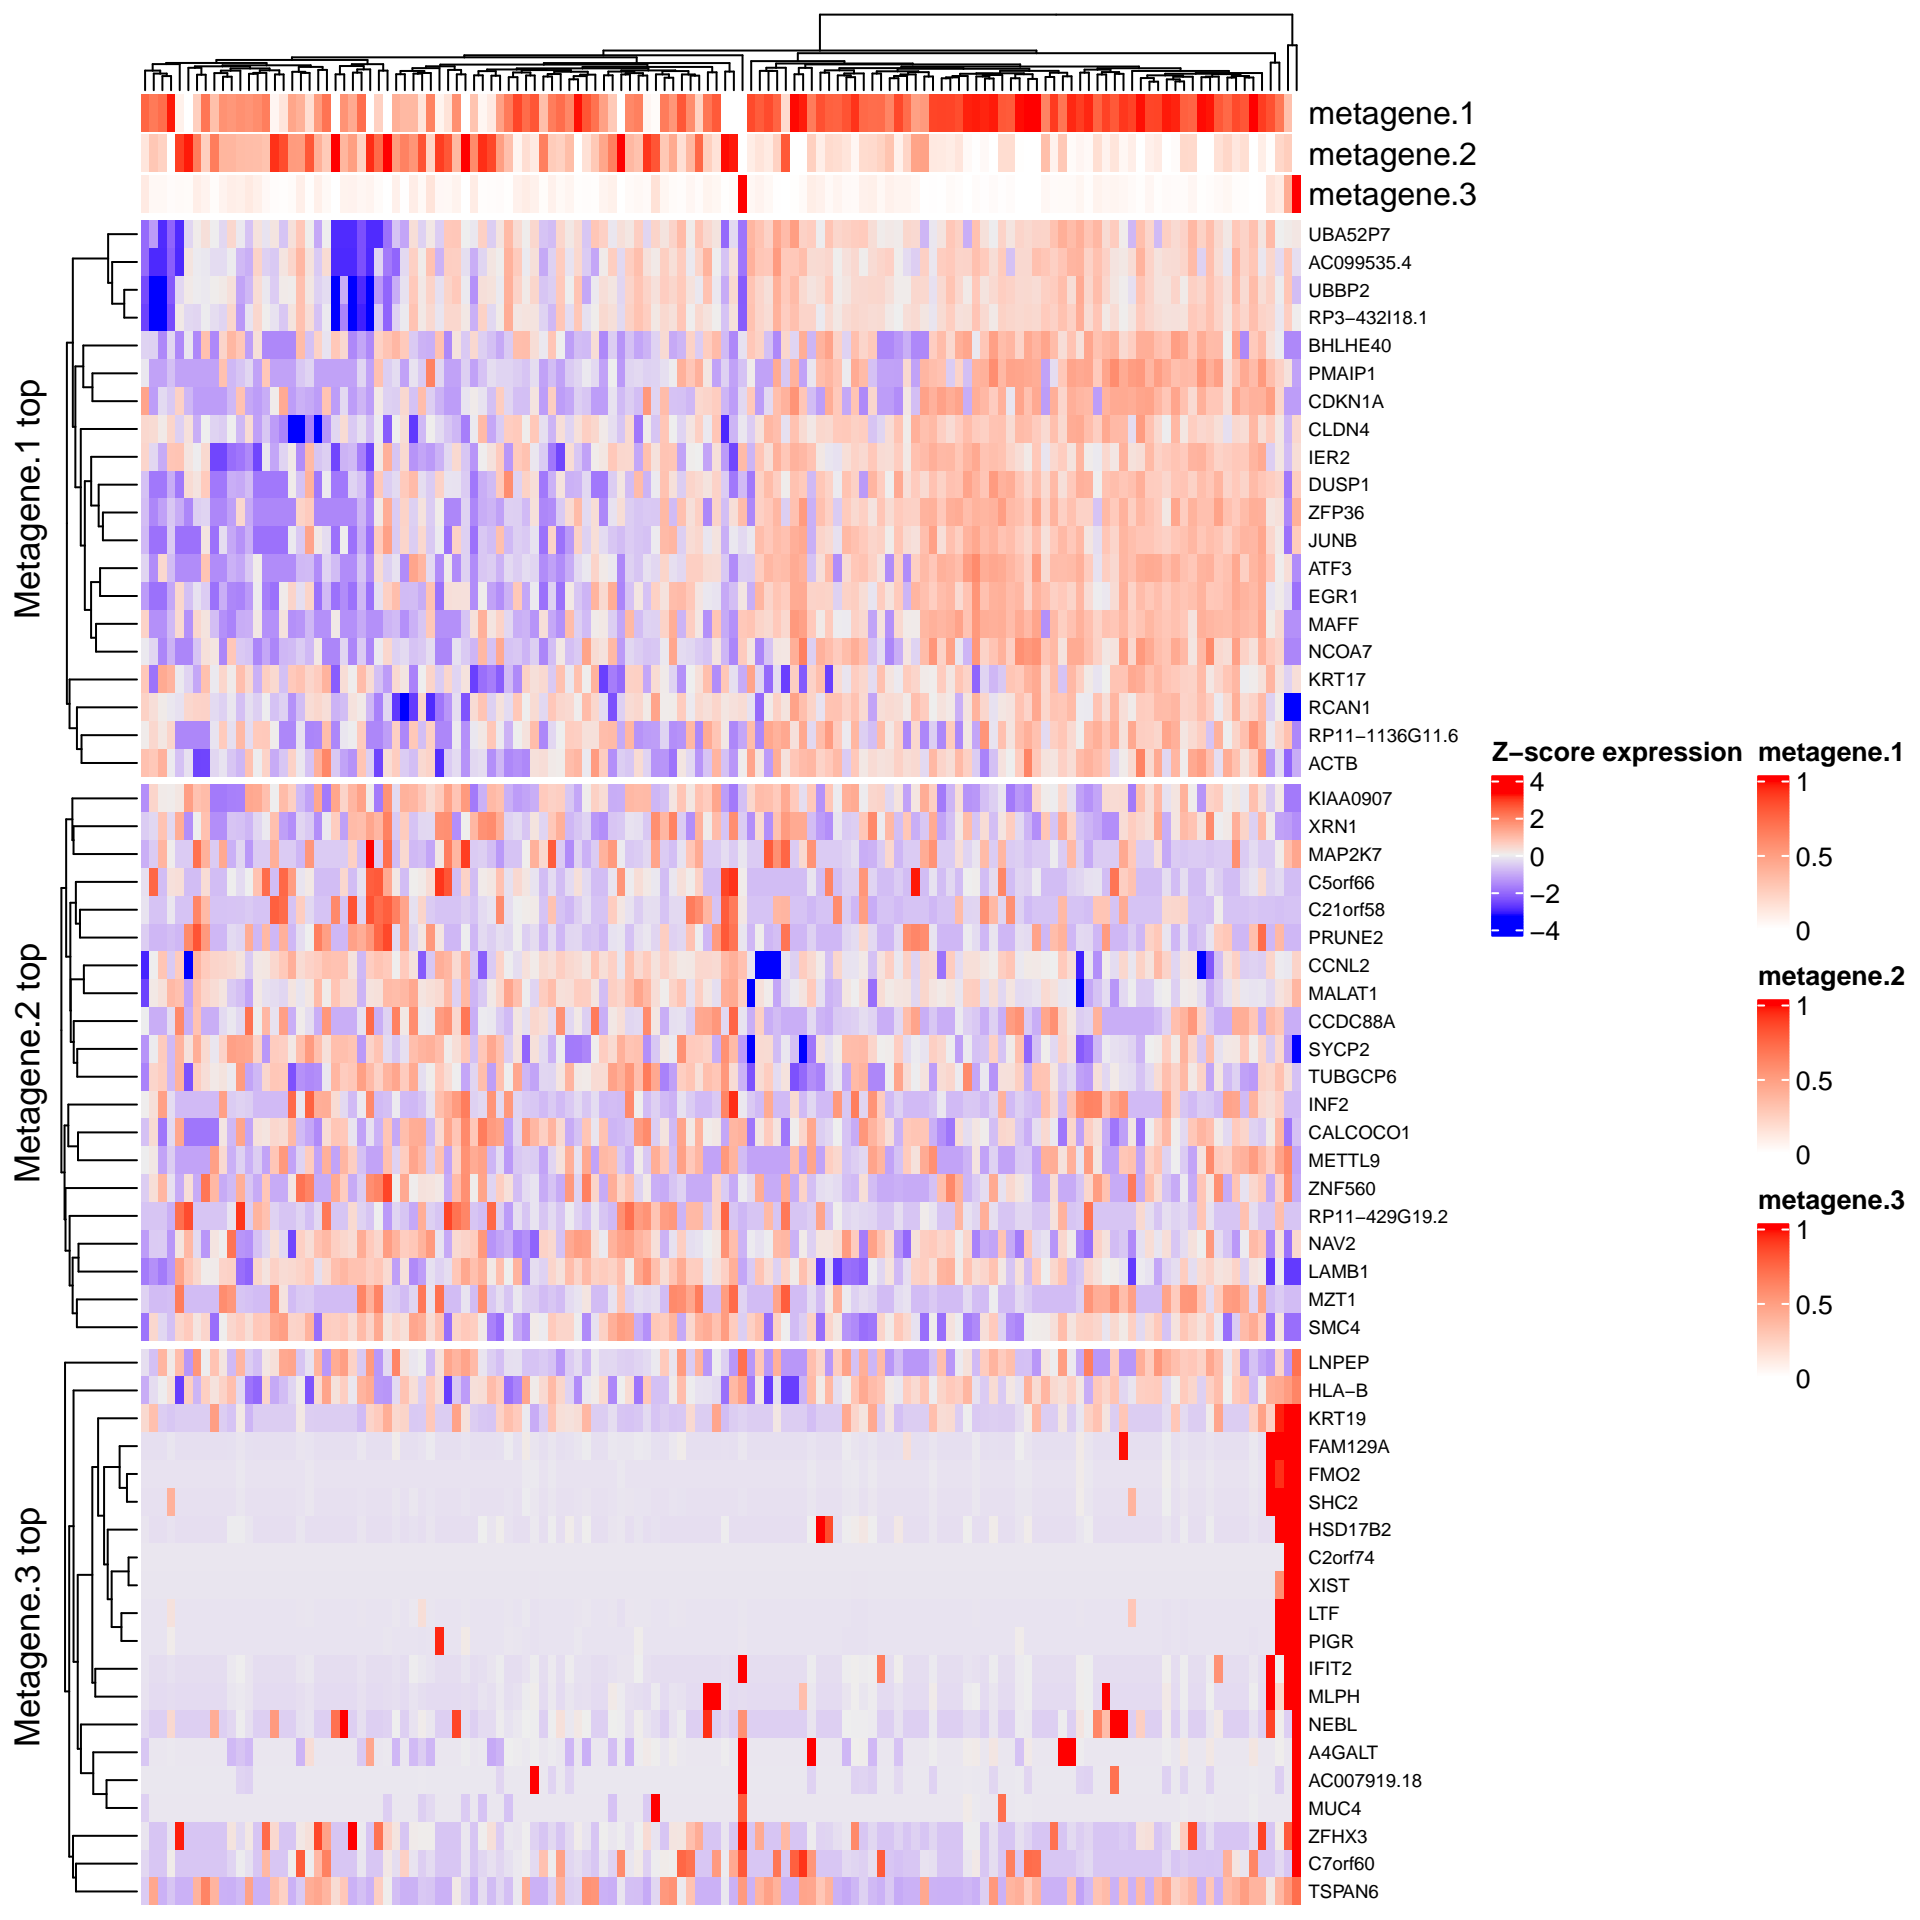 metagene.1
metagene.2
metagene.3
Metagene.1 top
UBA52P7
AC099535.4
UBBP2
RP3−432I18.1
BHLHE40
PMAIP1
CDKN1A
CLDN4
IER2
DUSP1
ZFP36
JUNB
ATF3
EGR1
MAFF
NCOA7
KRT17
RCAN1
RP11−1136G11.6
ACTB
Metagene.2 top
KIAA0907
XRN1
MAP2K7
C5orf66
C21orf58
PRUNE2
CCNL2
MALAT1
CCDC88A
SYCP2
TUBGCP6
INF2
CALCOCO1
METTL9
ZNF560
RP11−429G19.2
NAV2
LAMB1
MZT1
SMC4
Metagene.3 top
LNPEP
HLA−B
KRT19
FAM129A
FMO2
SHC2
HSD17B2
C2orf74
XIST
LTF
PIGR
IFIT2
MLPH
NEBL
A4GALT
AC007919.18
MUC4
ZFHX3
C7orf60
TSPAN6
Z−score expression
4
2
0
−2
−4
metagene.1
1
0.5
0
metagene.2
1
0.5
0
metagene.3
1
0.5
0